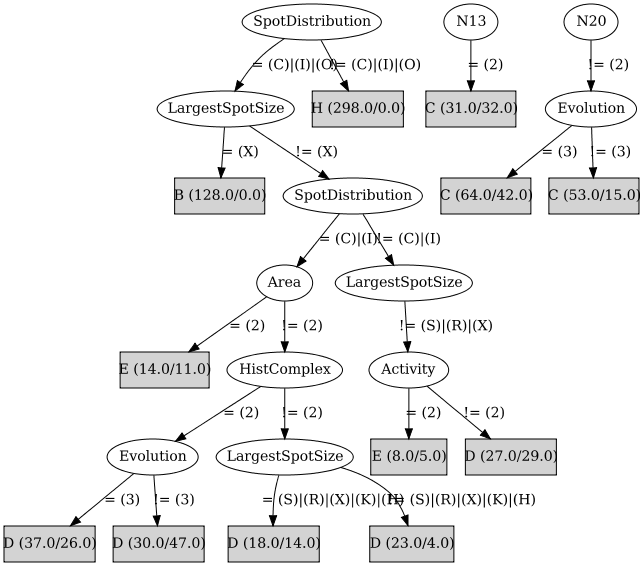 SpotDistribution
N13
N20
= (C)|(I)|(O)
!= (C)|(I)|(O)
= (2)
!= (2)
LargestSpotSize
H (298.0/0.0)
C (31.0/32.0)
Evolution
= (X)
!= (X)
= (3)
!= (3)
B (128.0/0.0)
SpotDistribution
C (64.0/42.0)
C (53.0/15.0)
= (C)|(I)
!= (C)|(I)
Area
LargestSpotSize
= (2)
!= (2)
!= (S)|(R)|(X)
E (14.0/11.0)
HistComplex
Activity
= (2)
!= (2)
= (2)
!= (2)
Evolution
LargestSpotSize
E (8.0/5.0)
D (27.0/29.0)
= (3)
!= (3)
= (S)|(R)|(X)|(K)|(H)
!= (S)|(R)|(X)|(K)|(H)
D (37.0/26.0)
D (30.0/47.0)
D (18.0/14.0)
D (23.0/4.0)